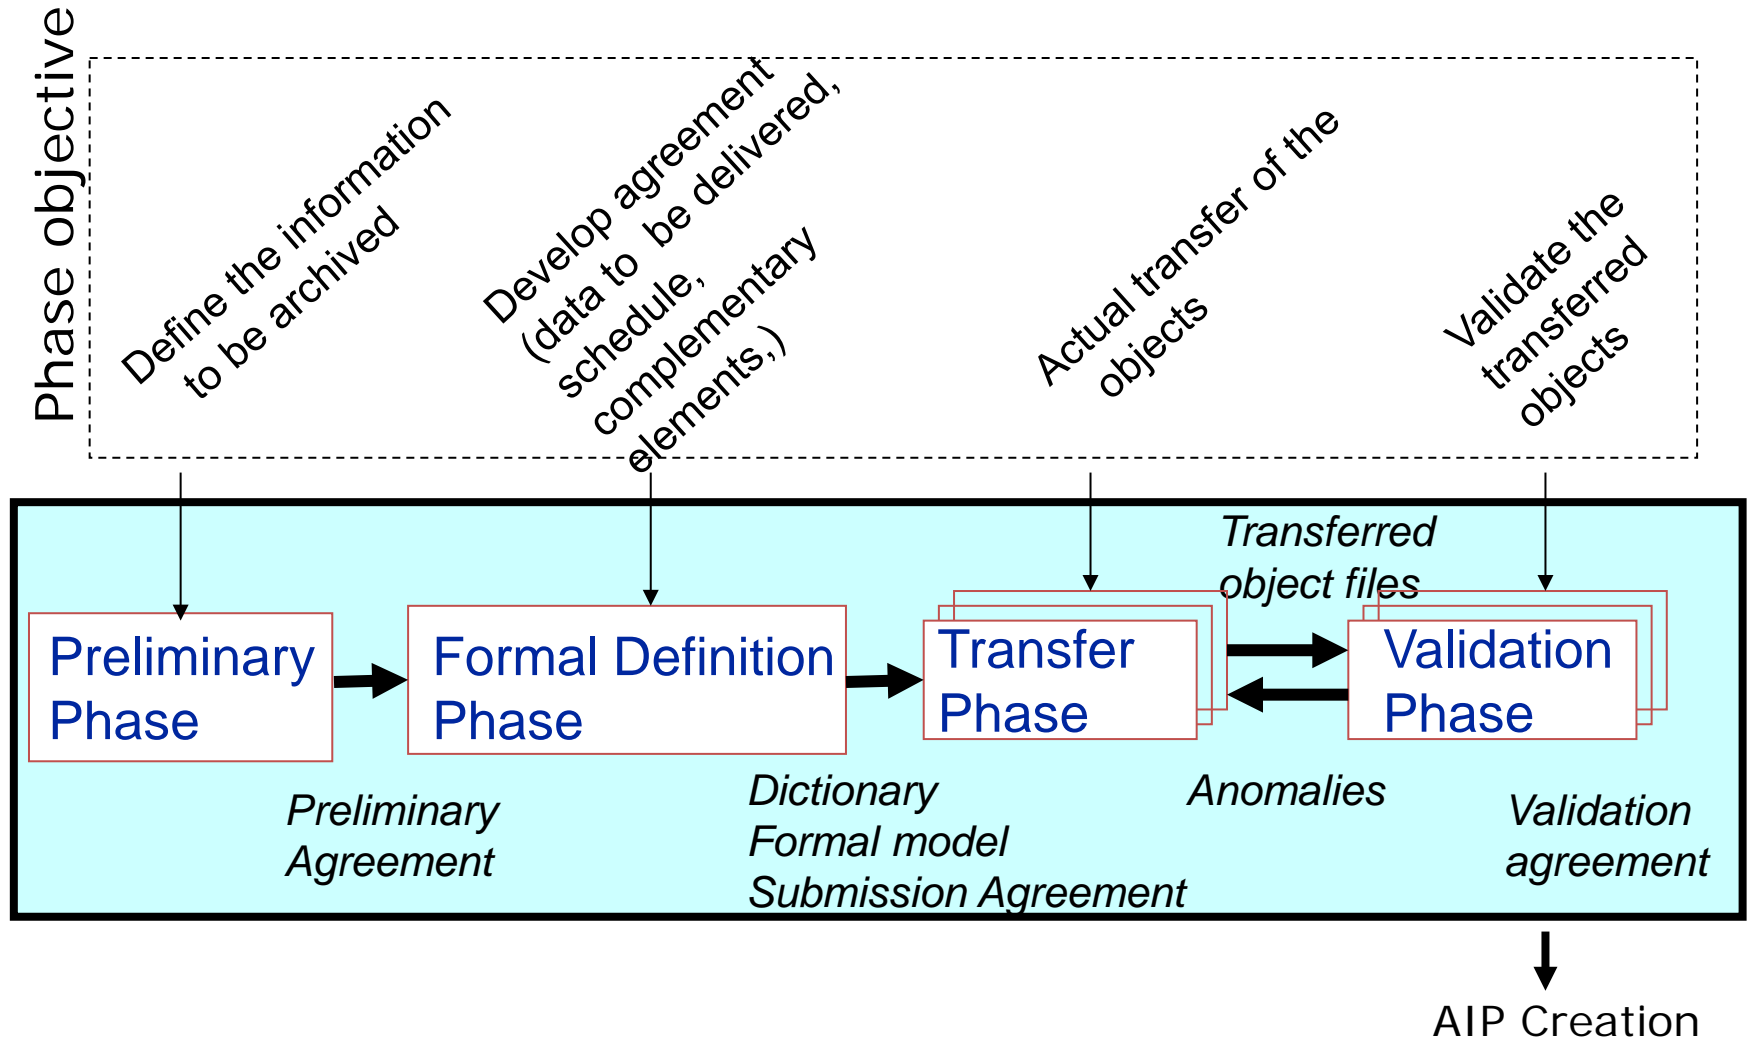 Phase objective
Define the information
to be archived
Develop agreement
(data to be delivered,
schedule,
complementary
elements,)
Actual transfer of the
objects
Validate the
transferred
objects
Transferred
object files
Preliminary
Phase
Formal Definition
Phase
Transfer
Phase
Validation
Phase
Preliminary
Agreement
Dictionary
Formal model
Submission Agreement
Anomalies
Validation
agreement
AIP Creation